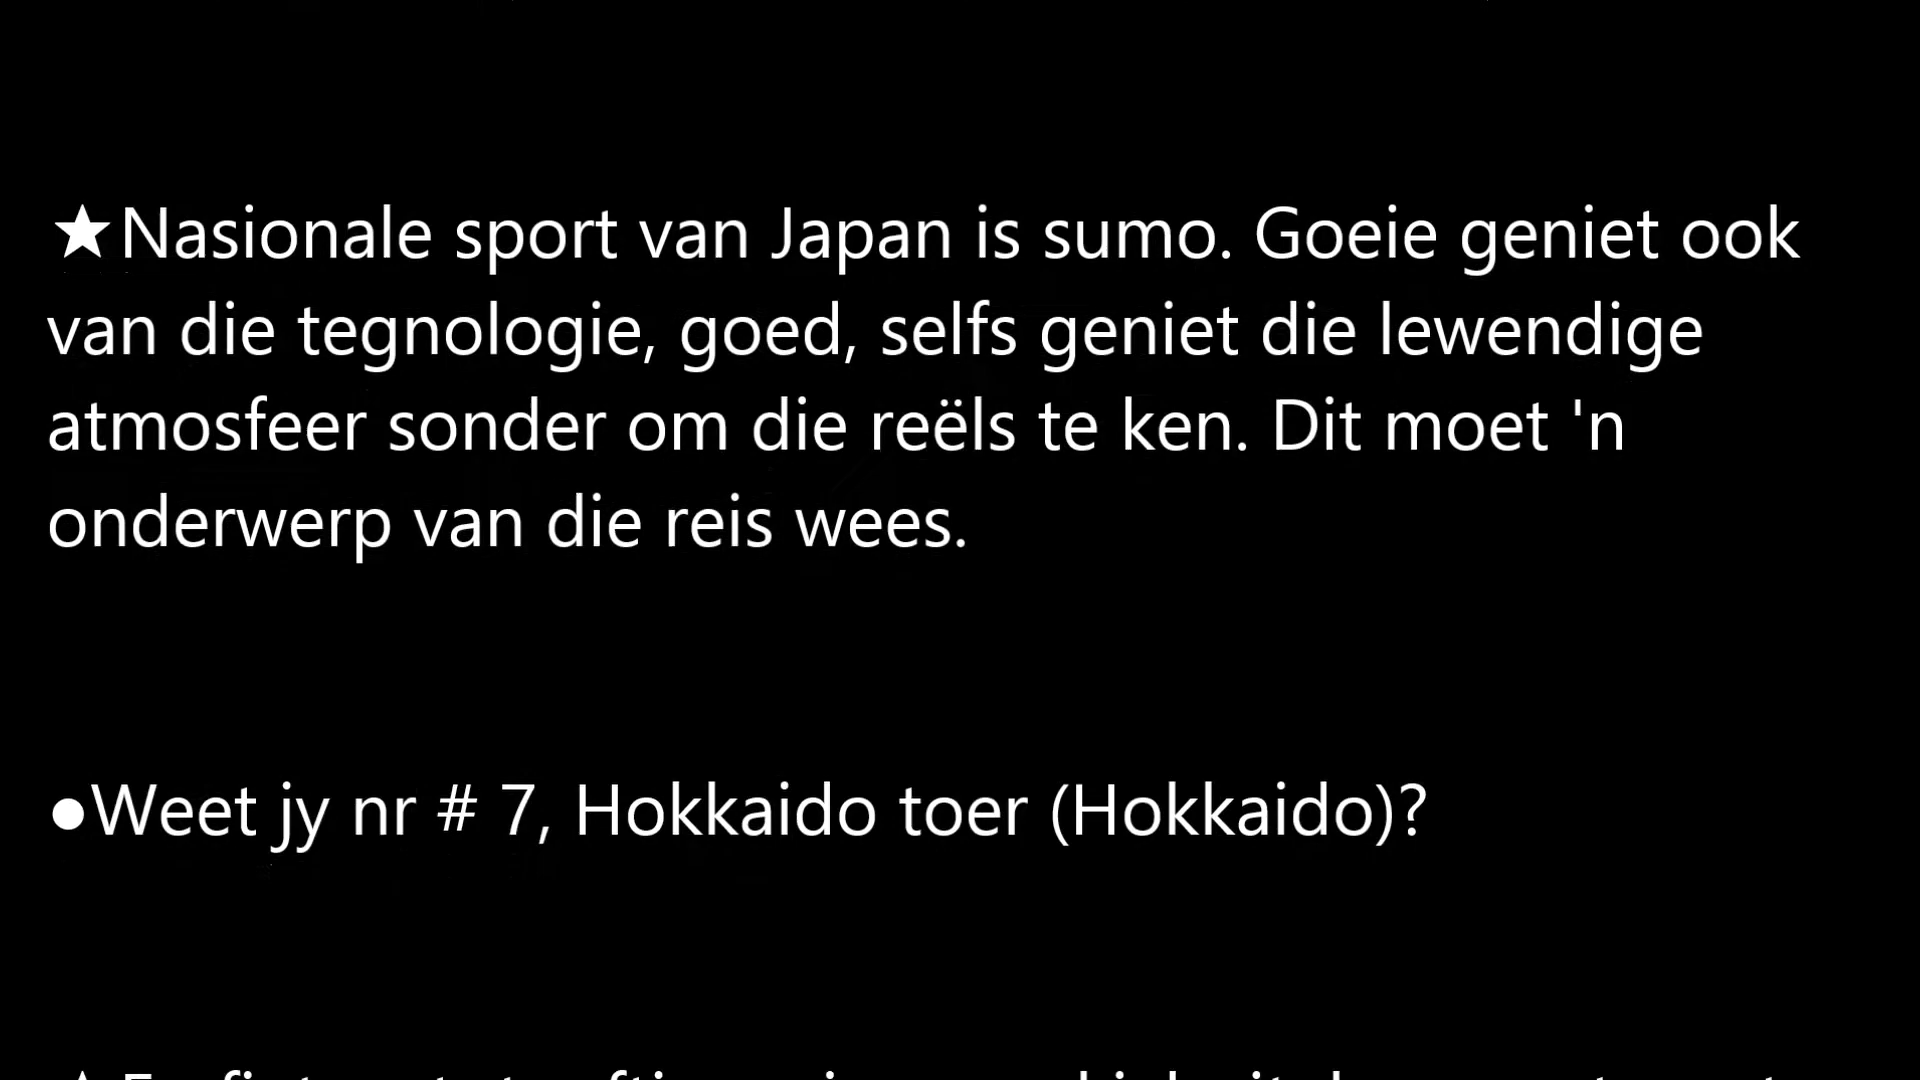 ★Nasionale sport van Japan is sumo. Goeie geniet ook
van die tegnologie, goed, selfs geniet die lewendige
atmosfeer sonder om die reëls te ken. Dit moet 'n
onderwerp van die reis wees.
●Weet jy nr # 7, Hokkaido toer (Hokkaido)?